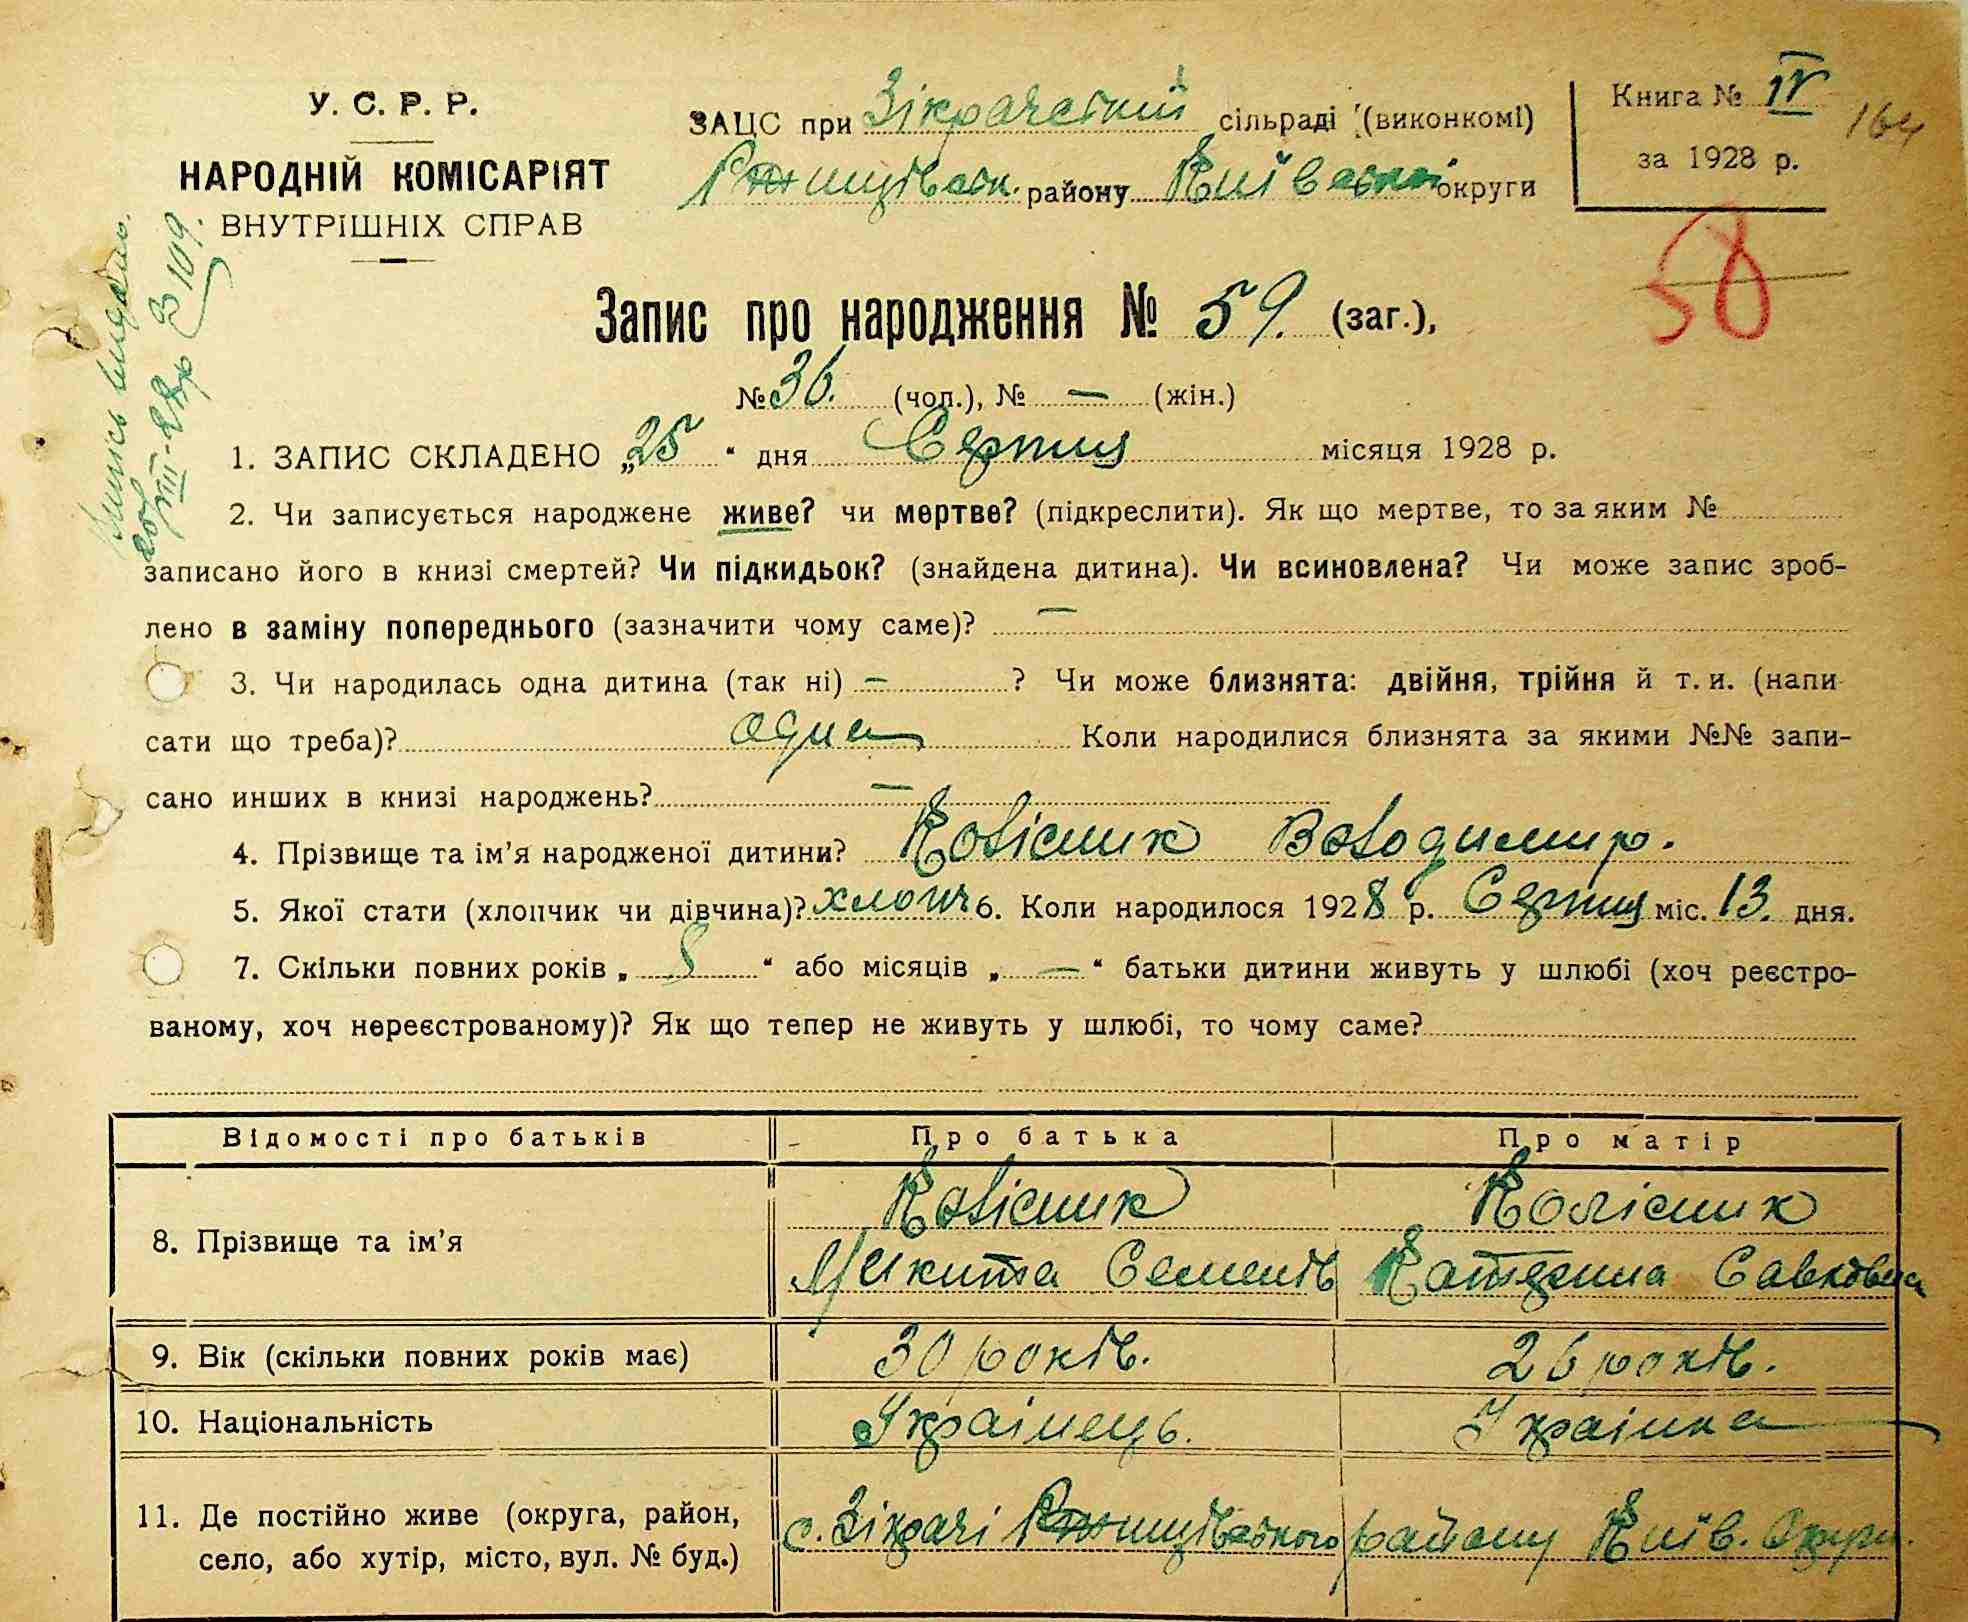 У. С. Р. Р.
НАРОДНІЙ КОМІСАРІЯТ
ВНУТРІШНІХ СПРАВ
ЗАЦС при Зікрачській сільраді (виконкомі)
Ржищівськ. району Київської округи
Книга № IV
за 1928 р.
164
58
Запис про народження № 59. (заг.),
№ 36. (чол.), № — (жін.)
1. ЗАПИС СКЛАДЕНО „25“ дня Серпня місяця 1928 р.
2. Чи записується народжене живе? чи мертве? (підкреслити). Як що мертве, то за яким №
записано його в книзі смертей? Чи підкидьок? (знайдена дитина). Чи всиновлена? Чи може запис зроб-
лено в заміну попереднього (зазначити чому саме)? —
3. Чи народилась одна дитина (так ні) — ? Чи може близнята: двійня, трійня й т. и. (напи
сати що треба)? одна Коли народилися близнята за якими №№ запи-
сано инших в книзі народжень? —
4. Прізвище та ім’я народженої дитини? Колісник Володимир.
5. Якої стати (хлопчик чи дівчина)? хлопч 6. Коли народилося 1928 р. Серпня міс. 13. дня.
7. Скільки повних років „ 8 “ або місяців „ — “ батьки дитини живуть у шлюбі (хоч реєстро-
ваному, хоч нереєстрованому)? Як що тепер не живуть у шлюбі, то чому саме?
Відомості про батьків Про батька Про матір
8. Прізвище та ім’я Колісник Микита Семенів Колісник Катерина Савковна
9. Вік (скільки повних років має) 30 років. 26 років.
10. Національність Українець. Українка
11. Де постійно живе (округа, район, село, або хутір, місто, вул. № буд.) с. Зікрачі Ржищівського району Київ. Округи.